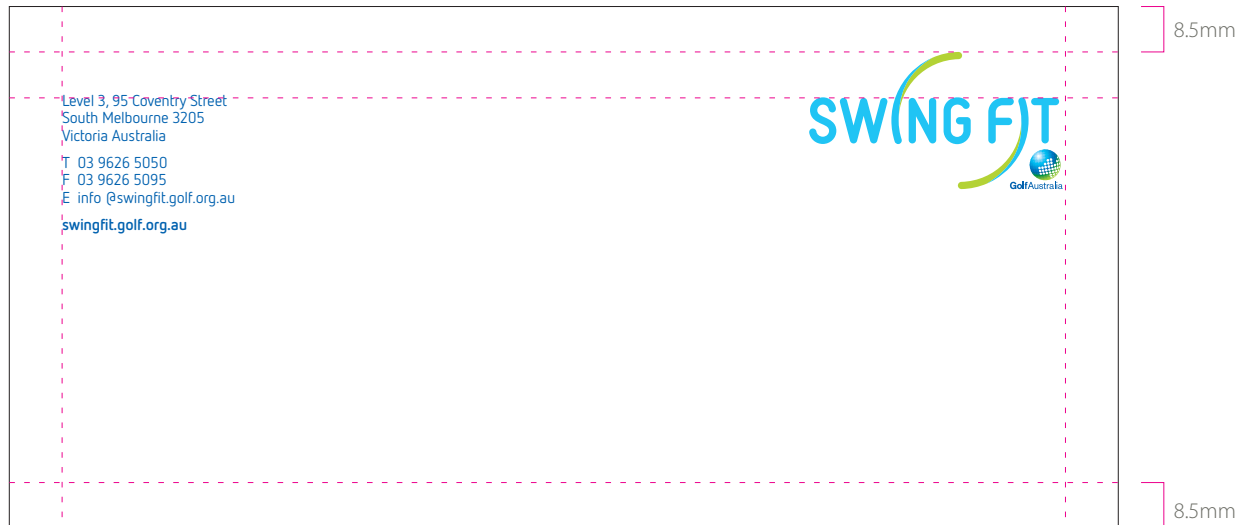 8.5mm
Level 3, 95 Coventry Street
South Melbourne 3205
Victoria Australia
T 03 9626 5050
F 03 9626 5095
E info @swingfit.golf.org.au
swingfit.golf.org.au
SWING FIT
GolfAustralia
8.5mm